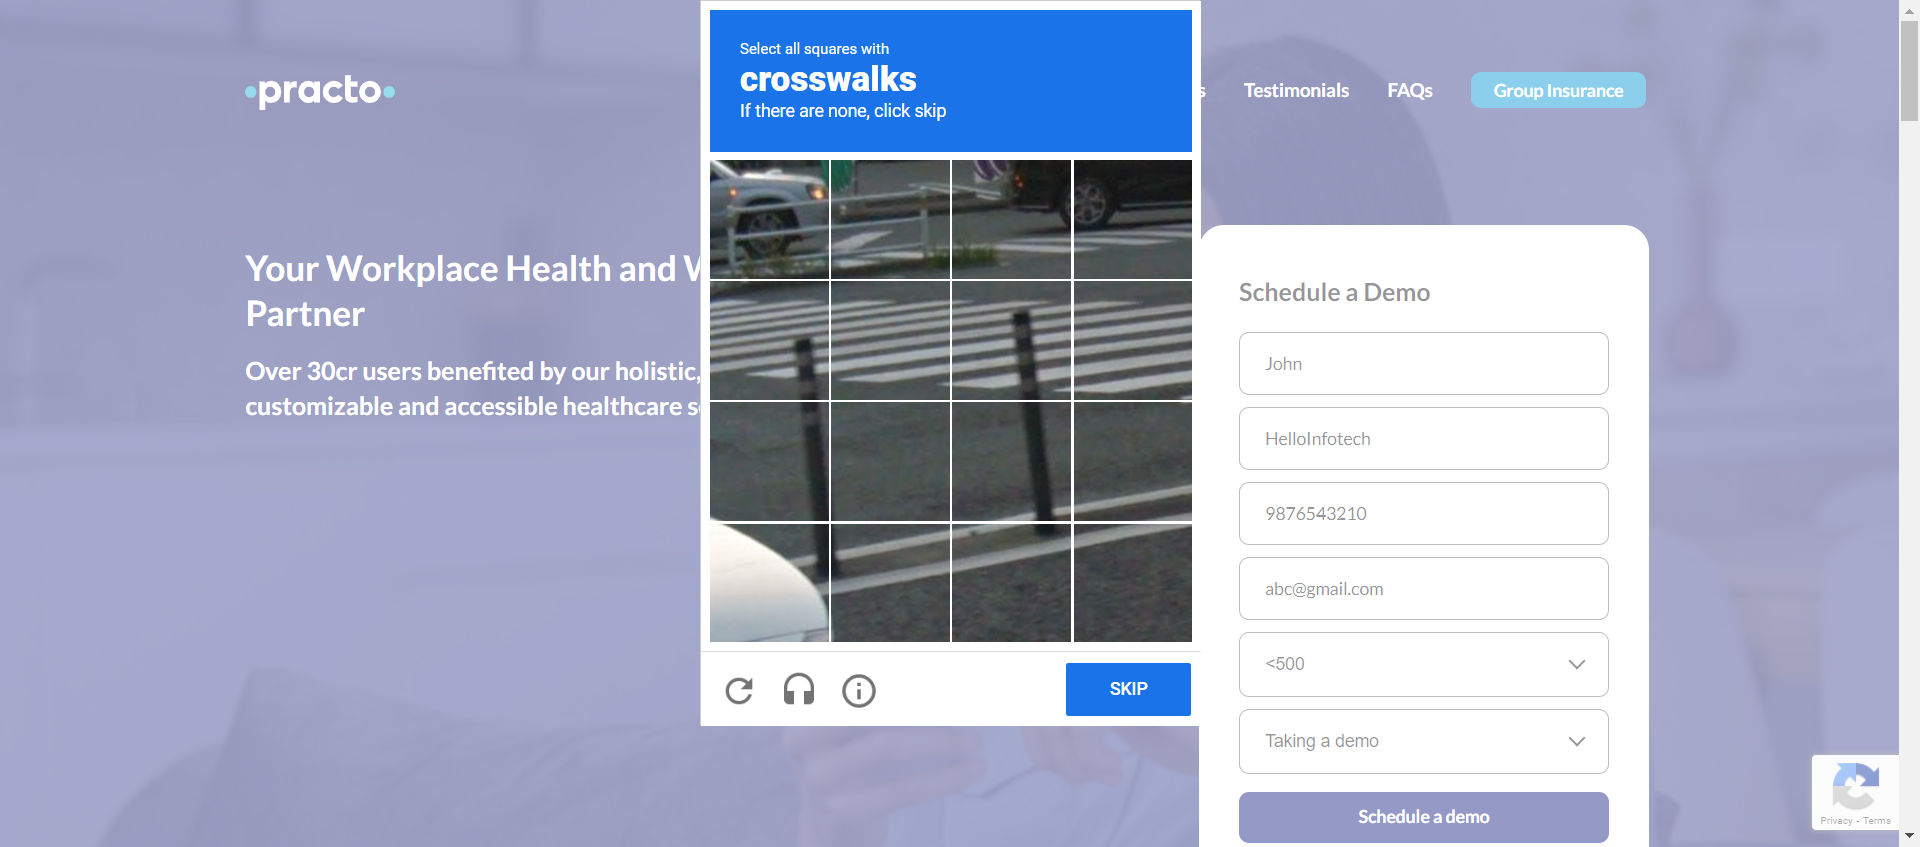 practo
Testimonials
FAQs
Group Insurance
Your Workplace Health and
Partner
Over 30cr users benefited by our holistic,
customizable and accessible healthcare
Select all squares with
crosswalks
If there are none, click skip
SKIP
Schedule a Demo
John
HelloInfotech
9876543210
abc@gmail.com
<500
Taking a demo
Schedule a demo
Privacy - Terms